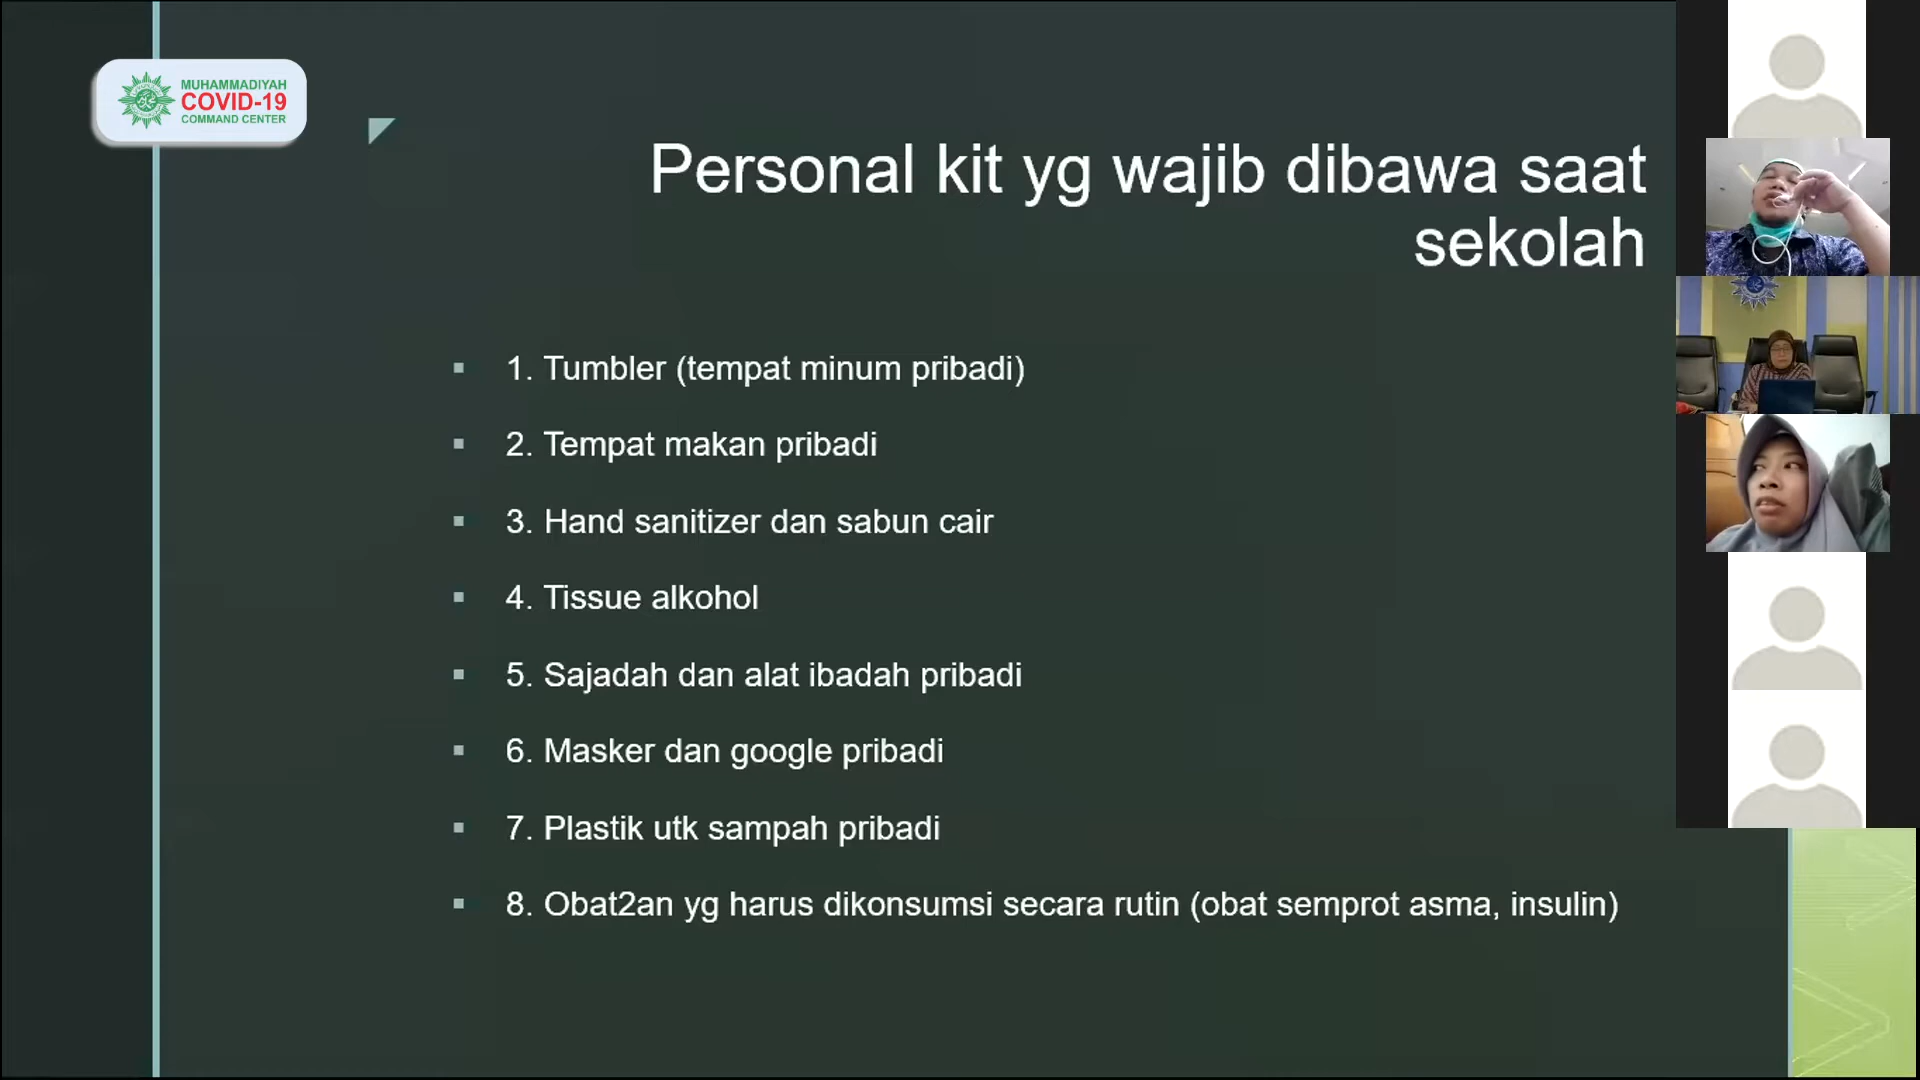 MUHAMMADIYAH
COVID-19
COMMAND CENTER
Personal kit yg wajib dibawa saat
sekolah
1. Tumbler (tempat minum pribadi)
2. Tempat makan pribadi
3. Hand sanitizer dan sabun cair
4. Tissue alkohol
5. Sajadah dan alat ibadah pribadi
6. Masker dan google pribadi
7. Plastik utk sampah pribadi
8. Obat2an yg harus dikonsumsi secara rutin (obat semprot asma, insulin)